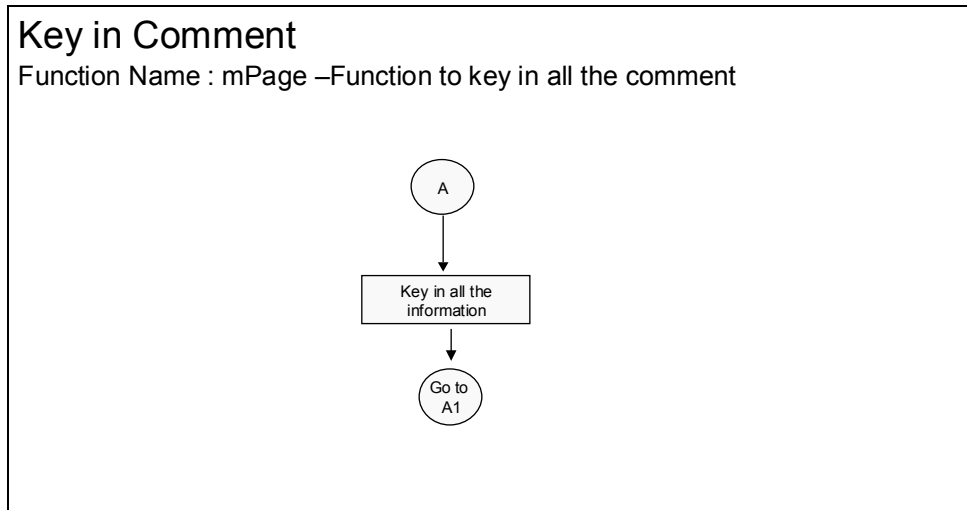 Key in Comment
Function Name : mPage –Function to key in all the comment
A
Key in all the
information
Go to
A1